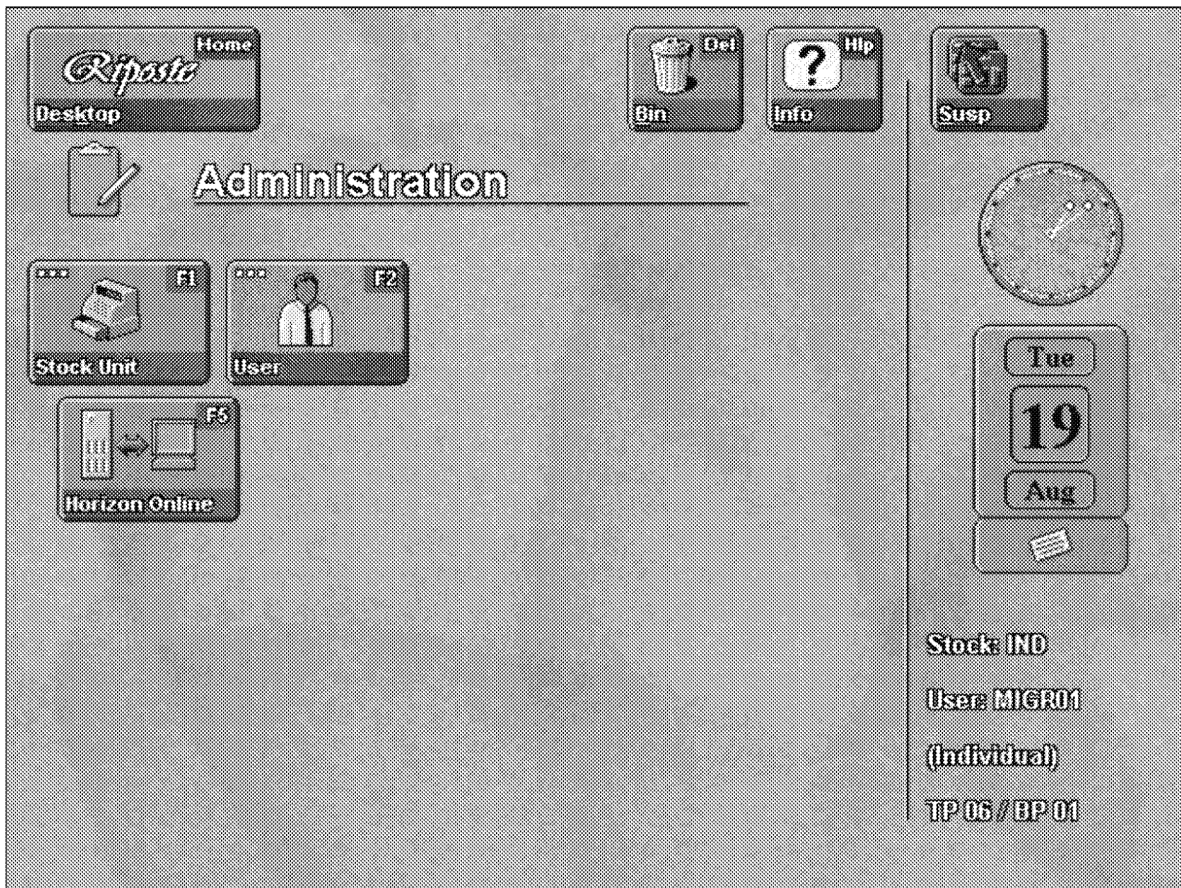 Home
Riposte
Desktop
Del
Bin
Hlp
?
Info
Susp
Administration
F1
Stock Unit
F2
User
F5
Horizon Online
Tue
19
Aug
Stock: IND
User: MIGR01
(Individual)
TP 06 / BP 01